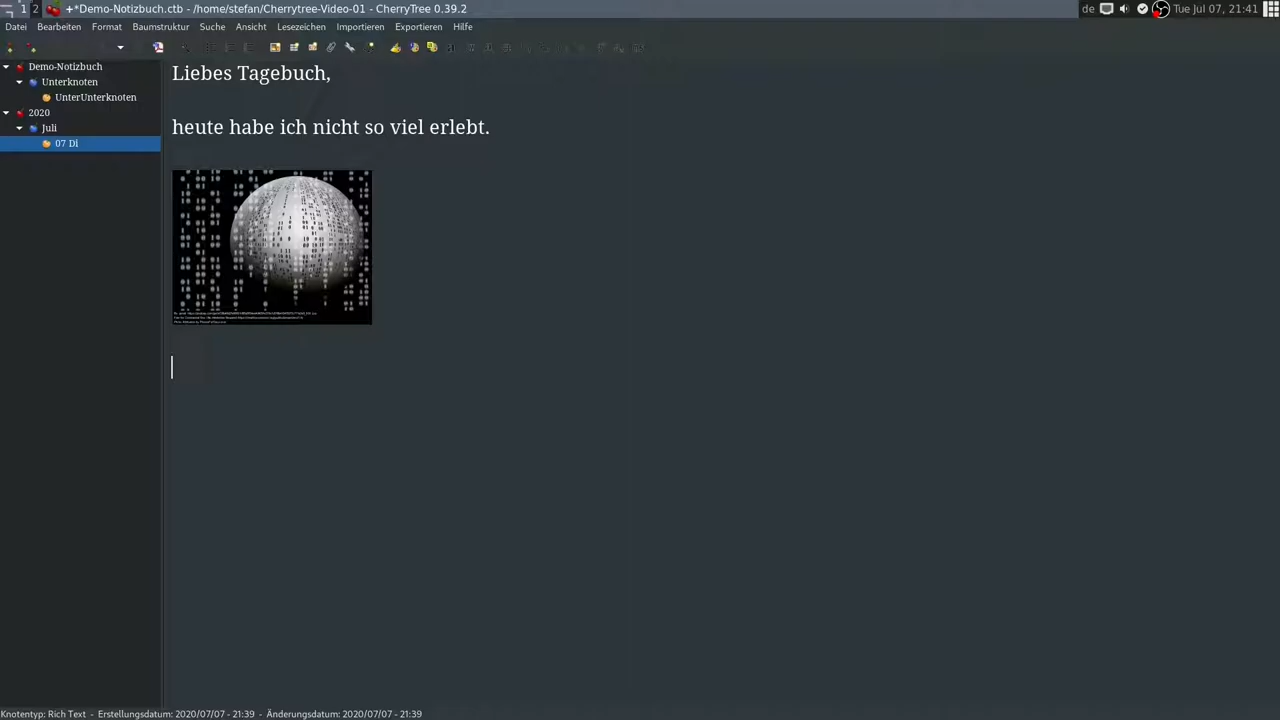 1 2 +*Demo-Notizbuch.ctb - /home/stefan/Cherrytree-Video-01 - CherryTree 0.39.2 de Tue Jul 07, 21:41
Datei Bearbeiten Format Baumstruktur Suche Ansicht Lesezeichen Importieren Exportieren Hilfe
Demo-Notizbuch
Unterknoten
UnterUnterknoten
2020
Juli
07 Di
Liebes Tagebuch,
heute habe ich nicht so viel erlebt.
Knotentyp: Rich Text - Erstellungsdatum: 2020/07/07 - 21:39 - Änderungsdatum: 2020/07/07 - 21:39